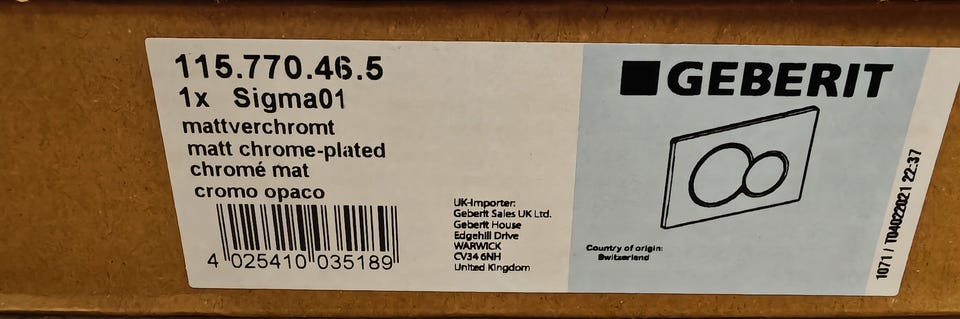 115.770.46.5
1x Sigma01
mattverchromt
matt chrome-plated
chromé mat
cromo opaco
4 025410 035189
UK-Importer:
Geberit Sales UK Ltd.
Geberit House
Edgehill Drive
WARWICK
CV34 6NH
United Kingdom
GEBERIT
Country of origin:
Switzerland
1071 / T04022021 22:37